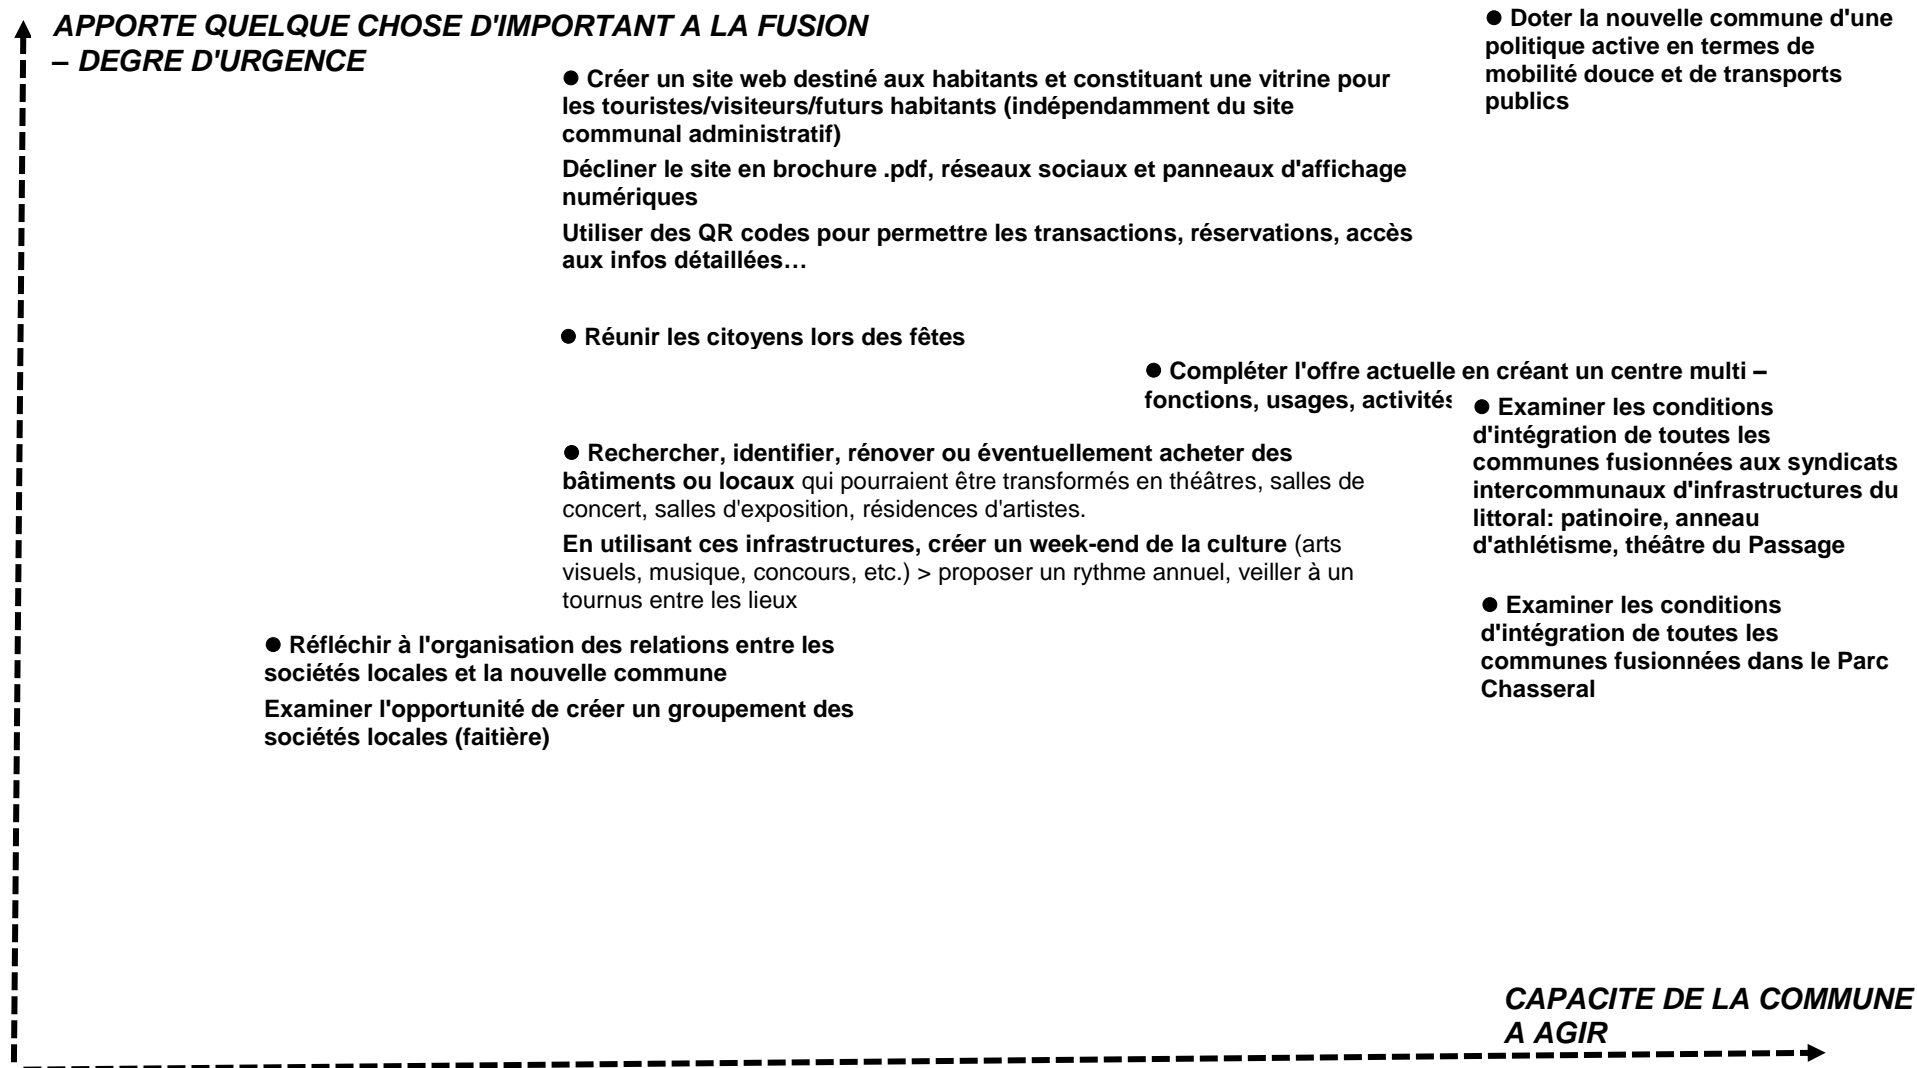 APPORTE QUELQUE CHOSE D'IMPORTANT A LA FUSION
– DEGRE D'URGENCE
● Doter la nouvelle commune d'une
politique active en termes de
mobilité douce et de transports
publics
● Créer un site web destiné aux habitants et constituant une vitrine pour
les touristes/visiteurs/futurs habitants (indépendamment du site
communal administratif)
Décliner le site en brochure .pdf, réseaux sociaux et panneaux d'affichage
numériques
Utiliser des QR codes pour permettre les transactions, réservations, accès
aux infos détaillées…
● Réunir les citoyens lors des fêtes
● Compléter l'offre actuelle en créant un centre multi –
fonctions, usages, activités
● Examiner les conditions
d'intégration de toutes les
communes fusionnées aux syndicats
intercommunaux d'infrastructures du
littoral: patinoire, anneau
d'athlétisme, théâtre du Passage
● Rechercher, identifier, rénover ou éventuellement acheter des
bâtiments ou locaux qui pourraient être transformés en théâtres, salles de
concert, salles d'exposition, résidences d'artistes.
En utilisant ces infrastructures, créer un week-end de la culture (arts
visuels, musique, concours, etc.) > proposer un rythme annuel, veiller à un
tournus entre les lieux
● Examiner les conditions
d'intégration de toutes les
communes fusionnées dans le Parc
Chasseral
● Réfléchir à l'organisation des relations entre les
sociétés locales et la nouvelle commune
Examiner l'opportunité de créer un groupement des
sociétés locales (faitière)
CAPACITE DE LA COMMUNE
A AGIR